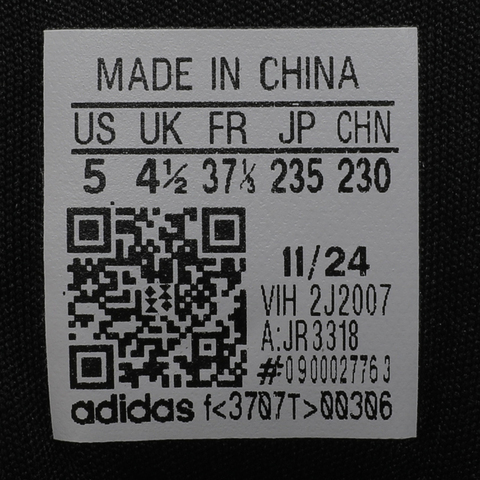 MADE IN CHINA
US UK FR JP CHN
5 4½ 37⅓ 235 230
11/24
VIH 2J2007
A:JR3318
#0900027763
adidas f<3707T>00306